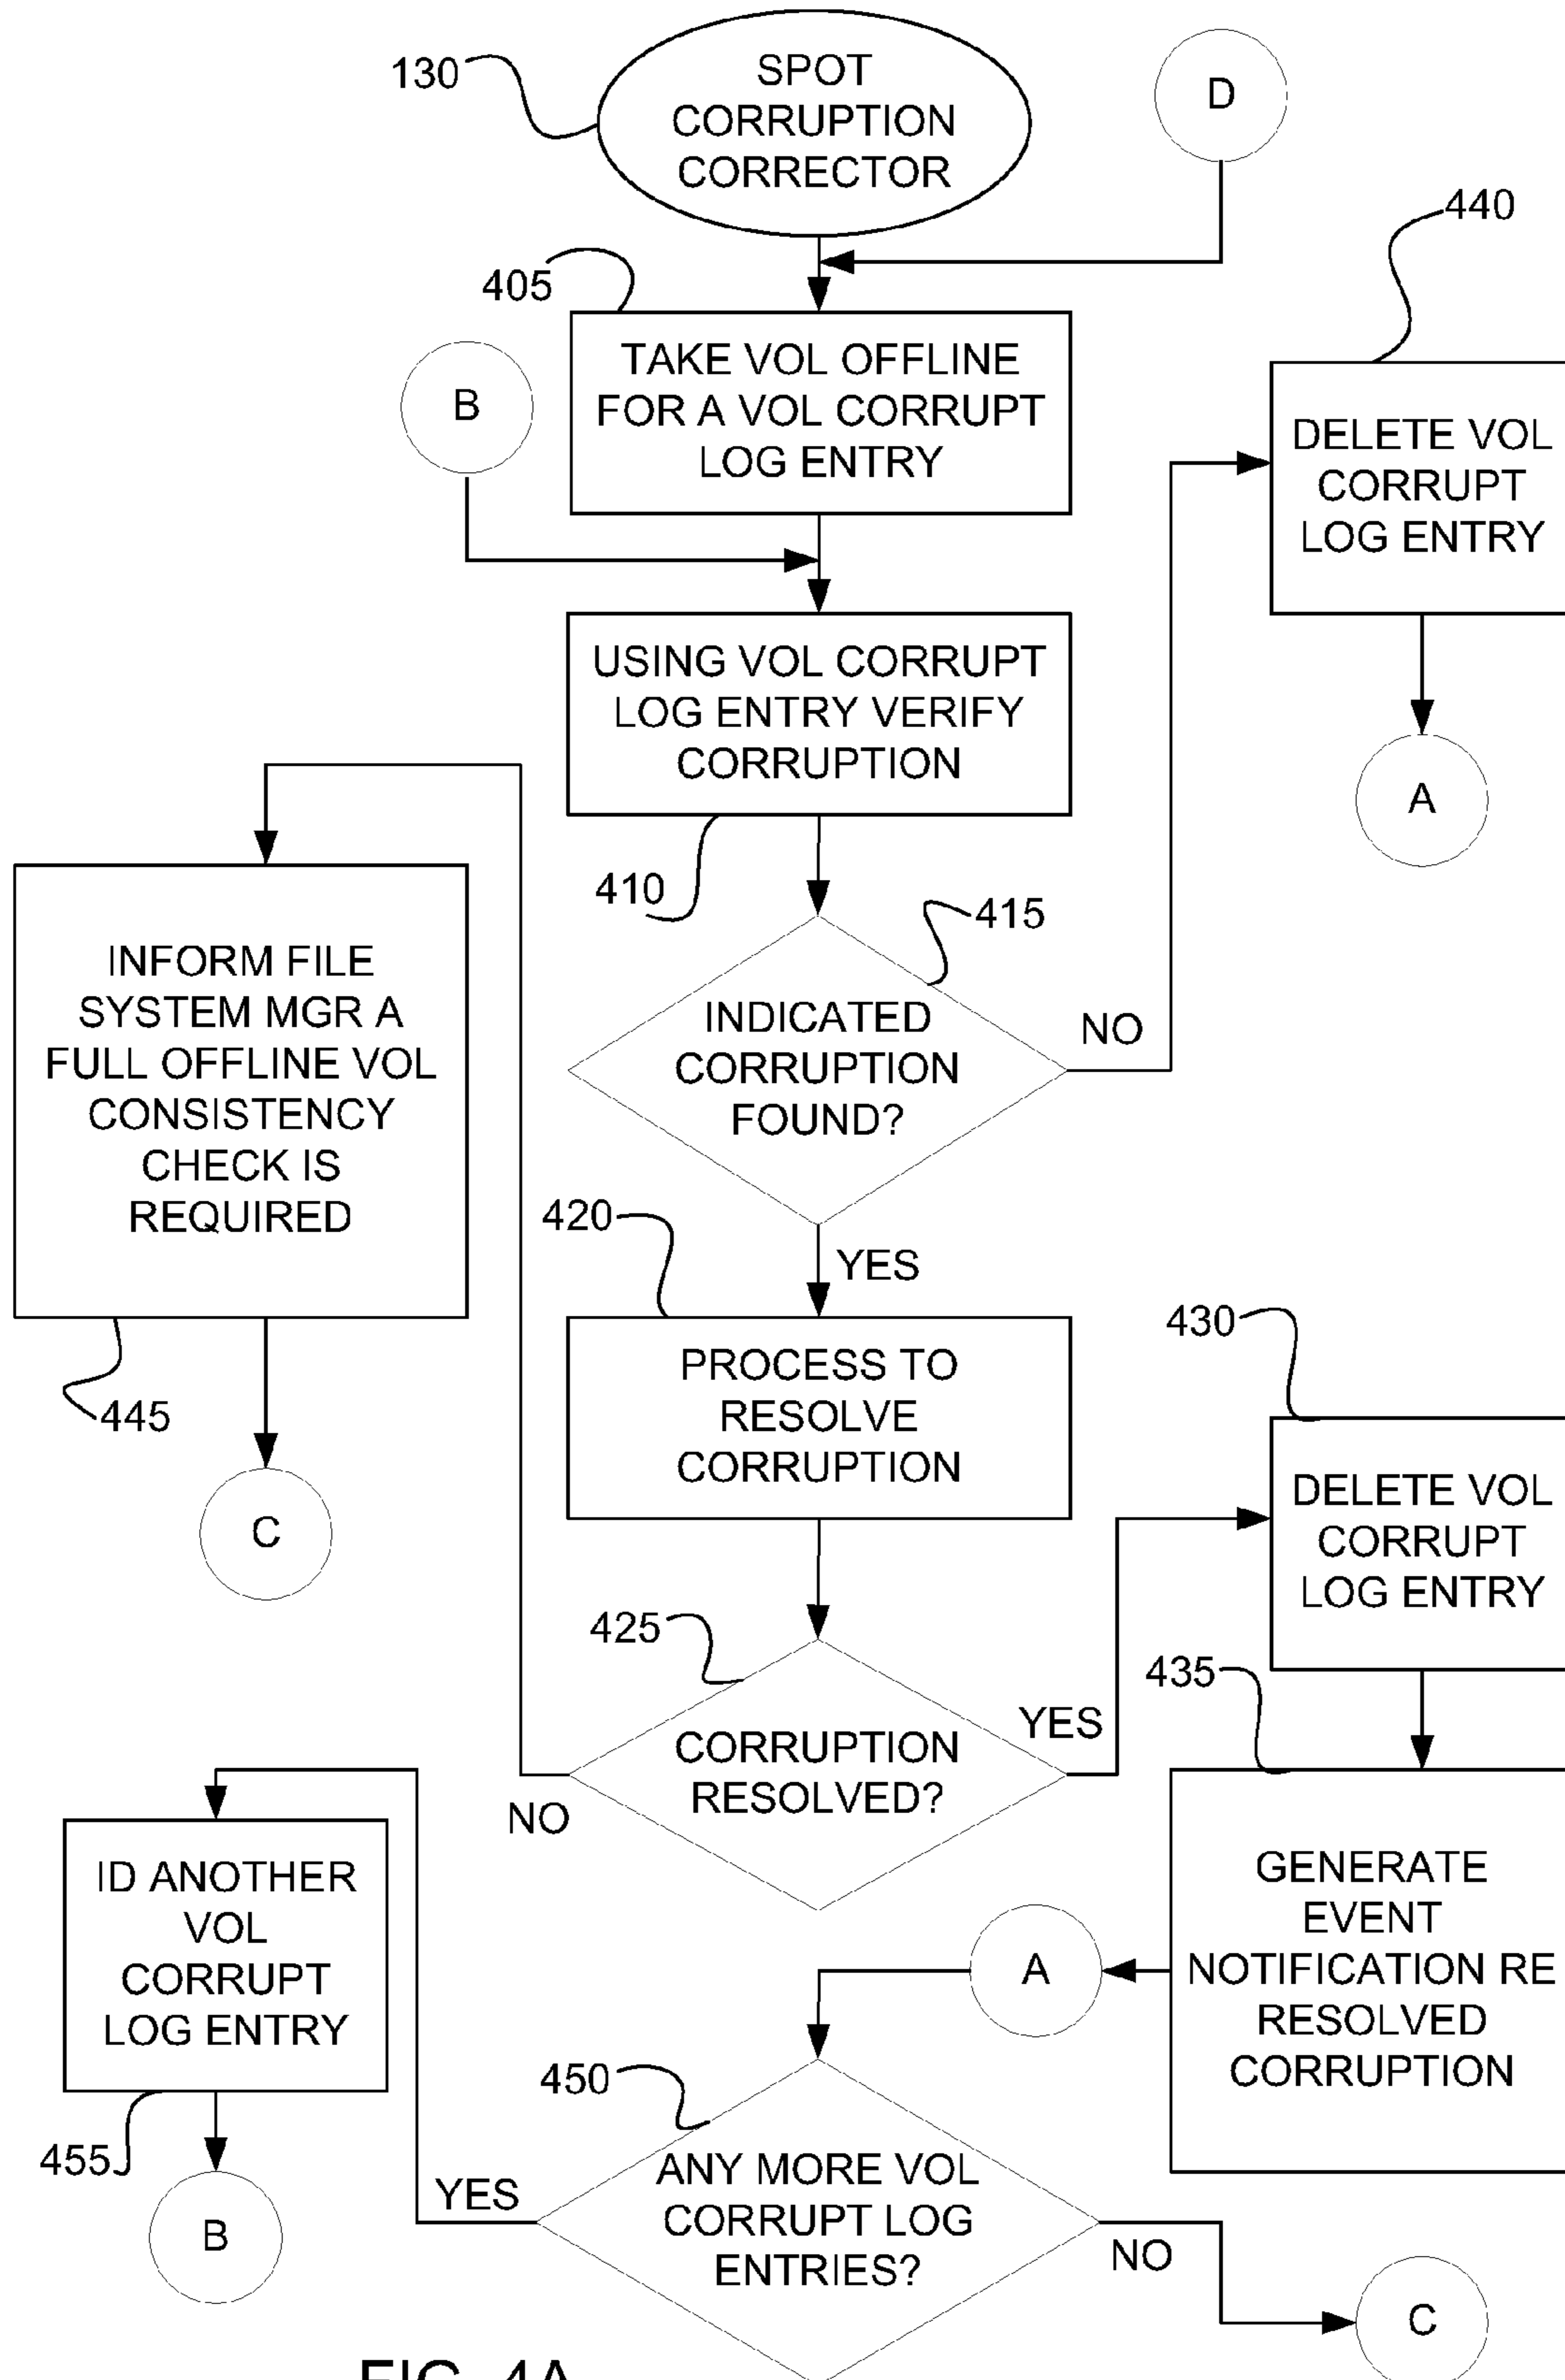 130
SPOT
CORRUPTION
CORRECTOR
D
440
405
TAKE VOL OFFLINE
FOR A VOL CORRUPT
LOG ENTRY
B
DELETE VOL
CORRUPT
LOG ENTRY
USING VOL CORRUPT
LOG ENTRY VERIFY
CORRUPTION
A
410
415
INFORM FILE
SYSTEM MGR A
FULL OFFLINE VOL
CONSISTENCY
CHECK IS
REQUIRED
INDICATED
CORRUPTION
FOUND?
NO
420
YES
430
PROCESS TO
RESOLVE
CORRUPTION
445
DELETE VOL
CORRUPT
LOG ENTRY
C
425
435
YES
CORRUPTION
RESOLVED?
NO
ID ANOTHER
VOL
CORRUPT
LOG ENTRY
GENERATE
EVENT
NOTIFICATION RE
RESOLVED
CORRUPTION
A
450
455
ANY MORE VOL
CORRUPT LOG
ENTRIES?
YES
NO
B
C
FIG. 4A